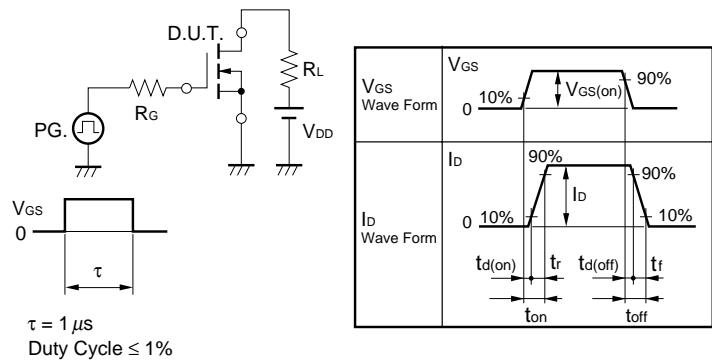 D.U.T.
RL
RG
PG.
VDD
VGS
0
τ
τ = 1 μs
Duty Cycle ≤ 1%
VGS
Wave Form
VGS
10%
0
VGS(on)
90%
ID
Wave Form
ID
90%
90%
0
10%
ID
10%
td(on)
tr
td(off)
tf
ton
toff